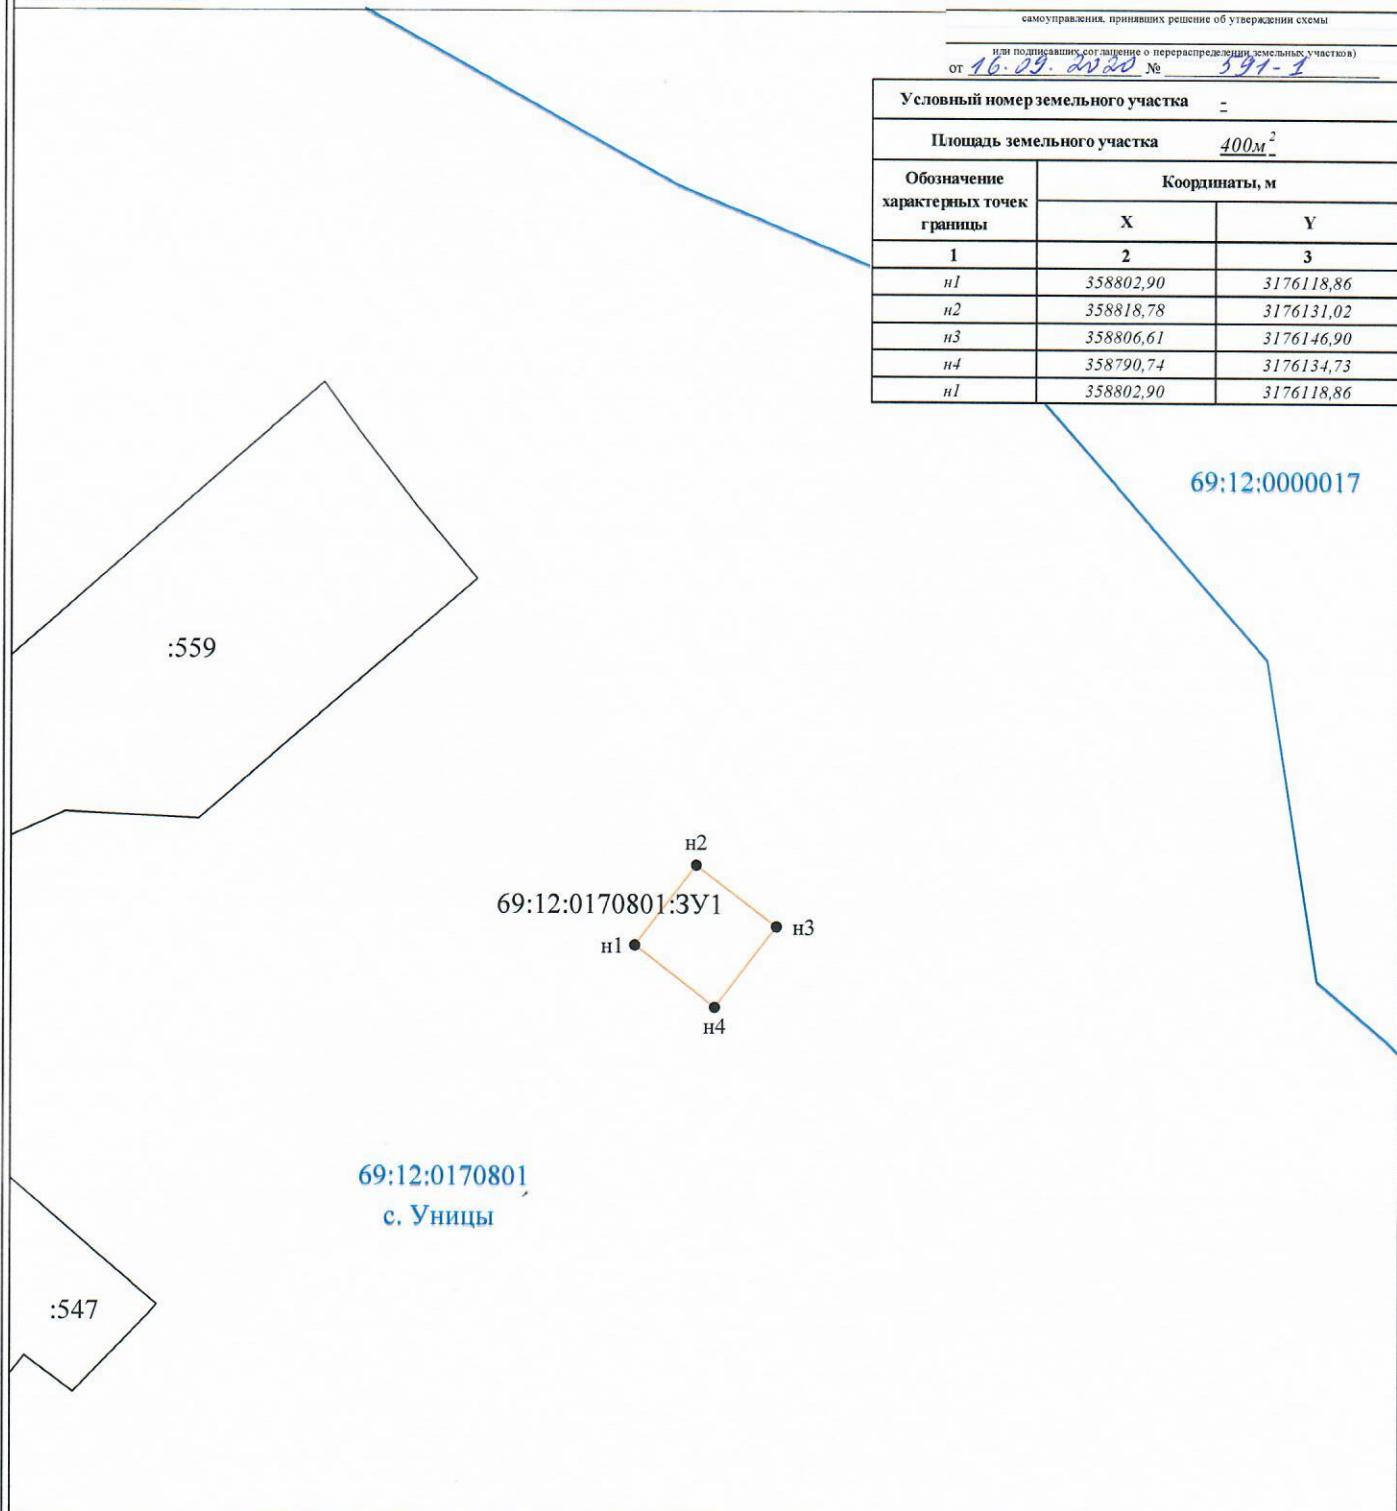 самоуправления, принявших решение об утверждении схемы
или подписавших соглашение о перераспределении земельных участков)
от 16.09.2020 № 591-1
Условный номер земельного участка -
Площадь земельного участка 400м²
Обозначение характерных точек границы Координаты, м
X Y
1 2 3
н1 358802,90 3176118,86
н2 358818,78 3176131,02
н3 358806,61 3176146,90
н4 358790,74 3176134,73
н1 358802,90 3176118,86
69:12:0000017
:559
н2
69:12:0170801:ЗУ1
н3
н1
н4
69:12:0170801
с. Уницы
:547